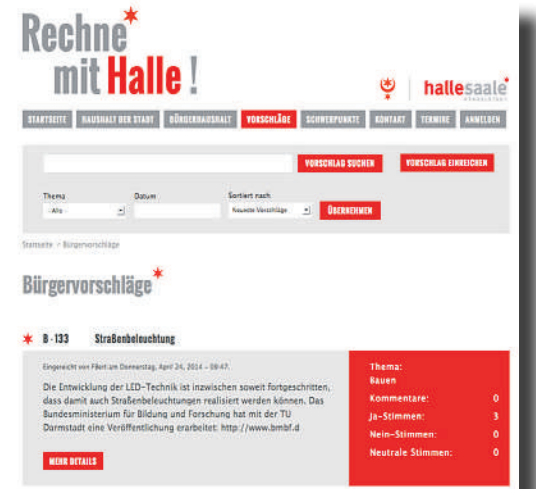 Rechne*
mit Halle !
hallesaale*
STARTSEITE HAUSHALT DER STADT BÜRGERHAUSHALT VORSCHLÄGE SCHWERPUNKTE KONTAKT TERMINE ANMELDEN
VORSCHLAG SUCHEN VORSCHLAG EINREICHEN
Thema Datum Sortiert nach
- Alle - Neueste Vorschläge ÜBERNEHMEN
Startseite > Bürgervorschläge
Bürgervorschläge*
B - 133 Straßenbeleuchtung
Eingereicht von am Donnerstag, April 24, 2014 – 09:47.
Die Entwicklung der LED-Technik ist inzwischen soweit fortgeschritten,
dass damit auch Straßenbeleuchtungen realisiert werden können. Das
Bundesministerium für Bildung und Forschung hat mit der TU
Darmstadt eine Veröffentlichung erarbeitet: http://www.bmbf.d
MEHR DETAILS
Thema:
Bauen
Kommentare: 0
Ja-Stimmen: 3
Nein-Stimmen: 0
Neutrale Stimmen: 0